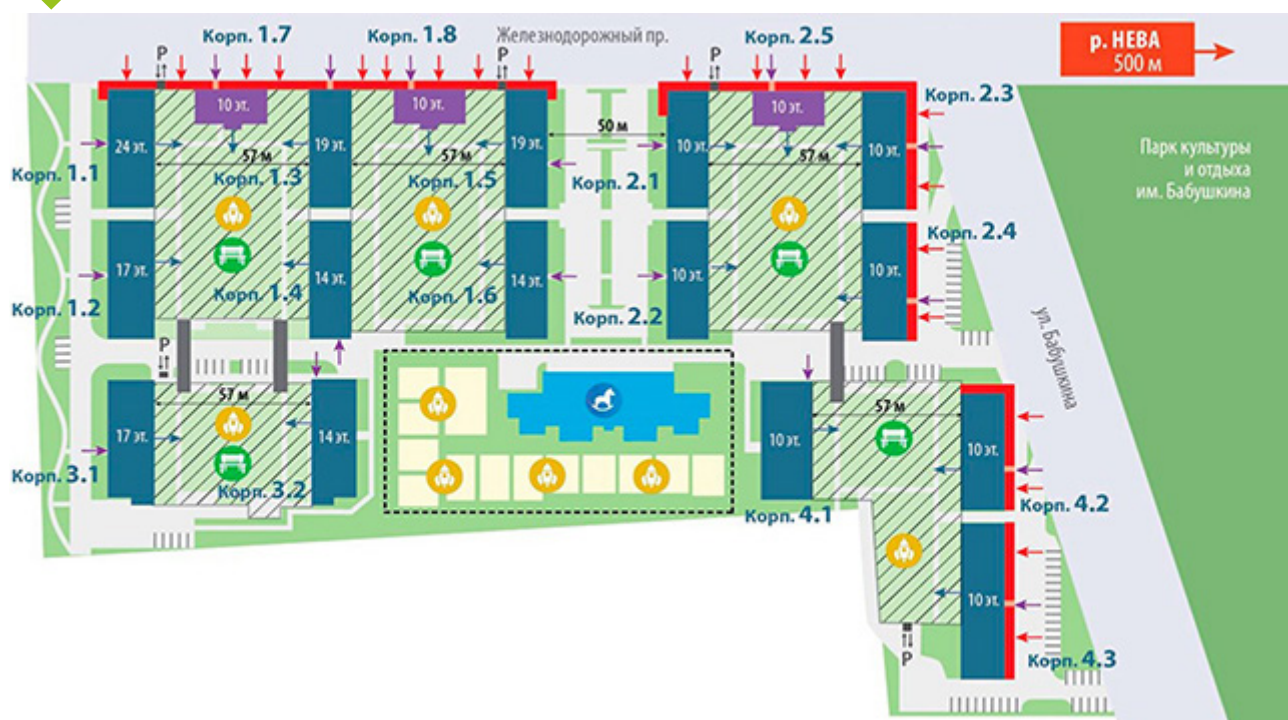 Корп. 1.7
Корп. 1.8
Железнодорожный пр.
Корп. 2.5
р. НЕВА
500 м
P
P
P
Корп. 2.3
10 эт.
10 эт.
10 эт.
50 м
24 эт.
19 эт.
19 эт.
10 эт.
10 эт.
Парк культуры
и отдыха
им. Бабушкина
57 м
57 м
57 м
Корп. 1.1
Корп. 1.3
Корп. 1.5
Корп. 2.1
Корп. 2.4
17 эт.
14 эт.
14 эт.
10 эт.
10 эт.
Корп. 1.2
Корп. 1.4
Корп. 1.6
Корп. 2.2
ул. Бабушкина
P
57 м
57 м
17 эт.
14 эт.
10 эт.
10 эт.
Корп. 3.1
Корп. 3.2
Корп. 4.1
Корп. 4.2
10 эт.
P
Корп. 4.3